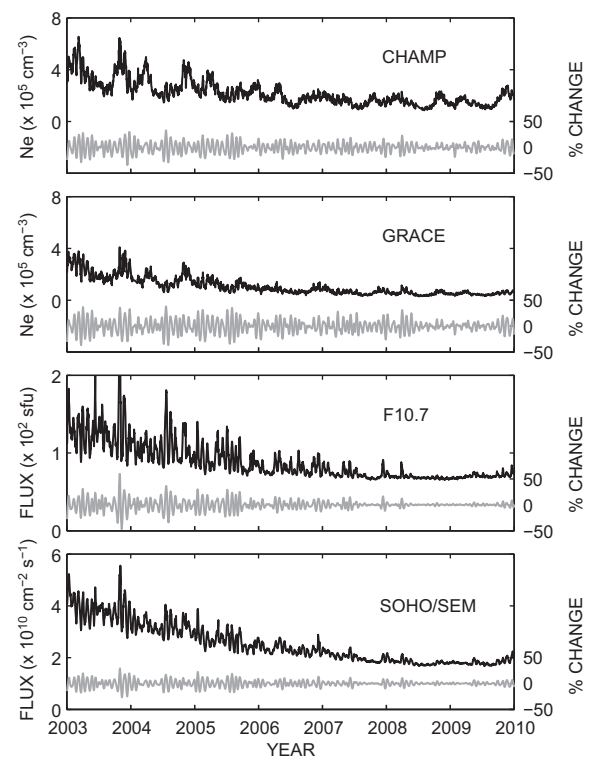 8
4
0
Ne (x 10⁵ cm⁻³)
CHAMP
50
0
−50
% CHANGE
8
4
0
Ne (x 10⁵ cm⁻³)
GRACE
50
0
−50
% CHANGE
2
1
0
FLUX (x 10² sfu)
F10.7
50
0
−50
% CHANGE
6
4
2
0
FLUX (x 10¹⁰ cm⁻² s⁻¹)
SOHO/SEM
50
0
−50
% CHANGE
2003 2004 2005 2006 2007 2008 2009 2010
YEAR